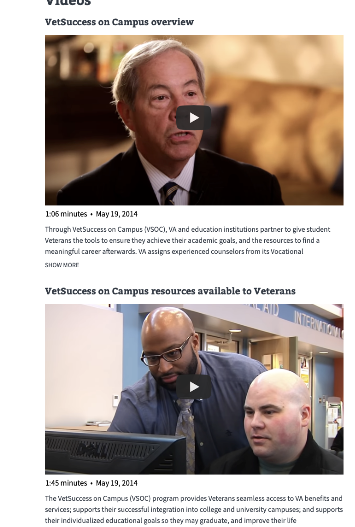 Videos
VetSuccess on Campus overview
1:06 minutes • May 19, 2014
Through VetSuccess on Campus (VSOC), VA and education institutions partner to give student
Veterans the tools to ensure they achieve their academic goals, and the resources to find a
meaningful career afterwards. VA assigns experienced counselors from its Vocational
SHOW MORE
VetSuccess on Campus resources available to Veterans
AID
INTERNATIONAL
1:45 minutes • May 19, 2014
The VetSuccess on Campus (VSOC) program provides Veterans seamless access to VA benefits and
services; supports their successful integration into college and university campuses; and supports
their individualized educational goals so they may graduate, and improve their life